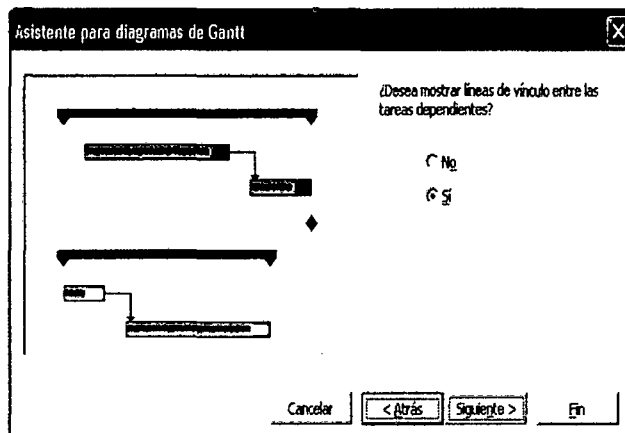 Asistente para diagramas de Gantt
¿Desea mostrar líneas de vínculo entre las
tareas dependientes?
No
Sí
Cancelar
< Atrás
Siguiente >
Fin